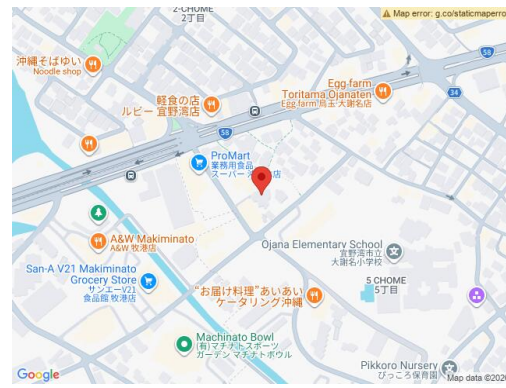 2-CHOME
2丁目
Map error: g.co/staticmaperro
沖縄そばゆい
Noodle shop
軽食の店
ルビー 宜野湾店
Egg farm
Toritama Ojanaten
Egg farm 鳥玉 大謝名店
58
58
34
ProMart
業務用食品
スーパー
店
A&W Makiminato
A&W 牧港店
Ojana Elementary School
宜野湾市立
大謝名小学校
San-A V21 Makiminato
Grocery Store
サンエーV21
食品館 牧港店
5 CHOME
5丁目
“お届け料理”あいあい
ケータリング沖縄
Machinato Bowl
(有)マチナトスポーツ
ガーデン マチナトボウル
Pikkoro Nursery
ぴっころ保育園
Google
Map data ©2026